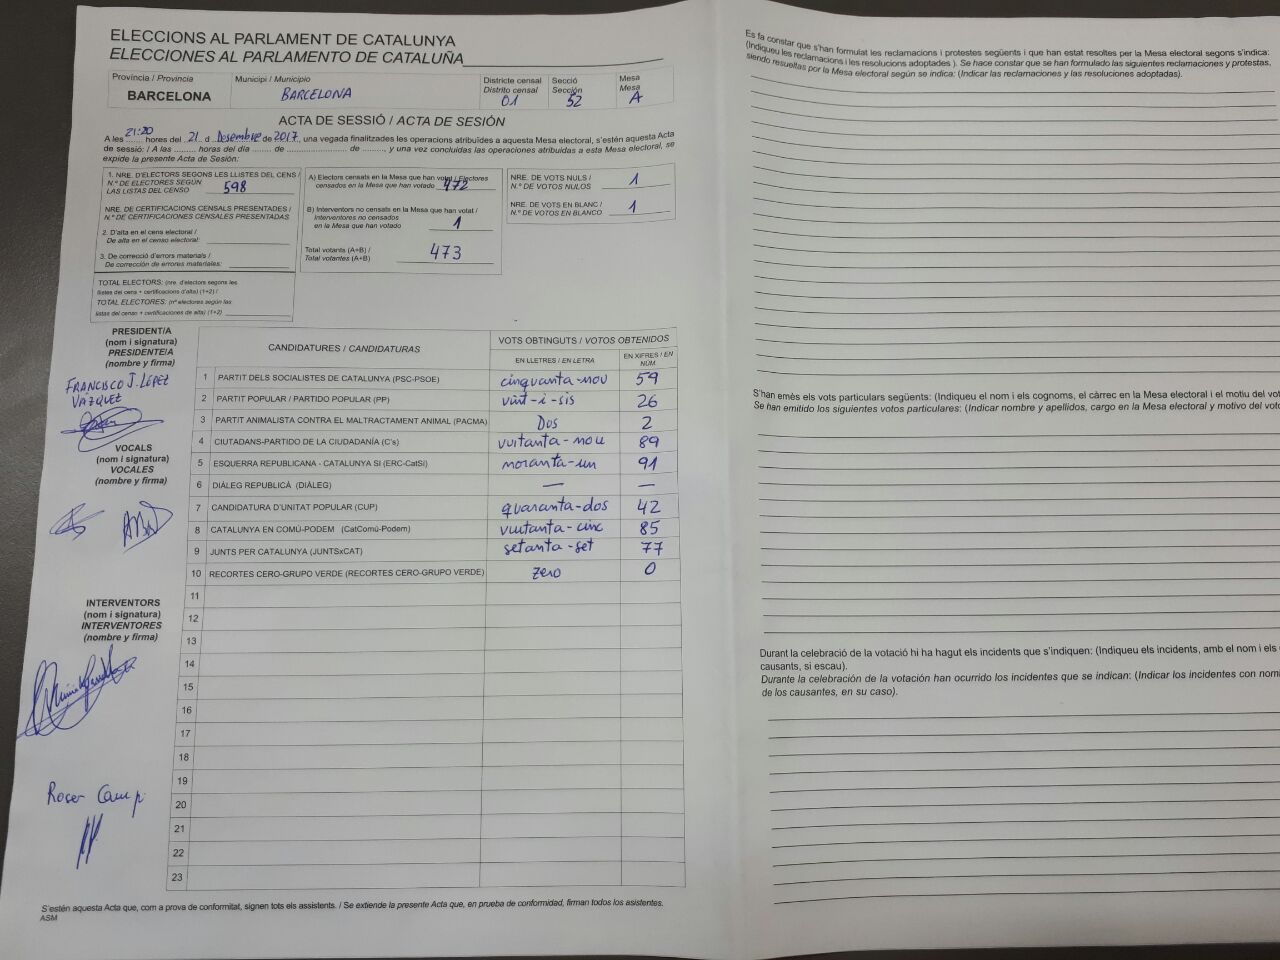 ELECCIONS AL PARLAMENT DE CATALUNYA
ELECCIONES AL PARLAMENTO DE CATALUÑA
Província / Provincia
BARCELONA
Municipi / Municipio
BARCELONA
Districte censal
Distrito censal
01
Secció
Sección
52
Mesa
Mesa
A
ACTA DE SESSIÓ / ACTA DE SESIÓN
A les 21:20 hores del 21 d Desembre de 2017, una vegada finalitzades les operacions atribuïdes a aquesta Mesa electoral, s'estén aquesta Acta
de sessió: / A las ......... horas del día ........ de ........................... de .........., y una vez concluidas las operaciones atribuidas a esta Mesa electoral, se
expide la presente Acta de Sesión:
1. NRE. D'ELECTORS SEGONS LES LLISTES DEL CENS /
N.º DE ELECTORES SEGÚN
LAS LISTAS DEL CENSO 598
NRE. DE CERTIFICACIONS CENSALS PRESENTADES /
N.º DE CERTIFICACIONES CENSALES PRESENTADAS
2. D'alta en el cens electoral /
De alta en el censo electoral:
3. De correcció d'errors materials /
De corrección de errores materiales:
TOTAL ELECTORS: (nre. d'electors segons les
llistes del cens + certificacions d'alta) (1+2) /
TOTAL ELECTORES: (nº electores según las
listas del censo + certificaciones de alta) (1+2)
A) Electors censats en la Mesa que han votat / Electores
censados en la Mesa que han votado 472
B) Interventors no censats en la Mesa que han votat /
Interventores no censados
en la Mesa que han votado 1
Total votants (A+B) /
Total votantes (A+B) 473
NRE. DE VOTS NULS /
N.º DE VOTOS NULOS 1
NRE. DE VOTS EN BLANC /
N.º DE VOTOS EN BLANCO 1
PRESIDENT/A
(nom i signatura)
PRESIDENTE/A
(nombre y firma)
FRANCISCO J. LÓPEZ
VÁZQUEZ
VOCALS
(nom i signatura)
VOCALES
(nombre y firma)
INTERVENTORS
(nom i signatura)
INTERVENTORES
(nombre y firma)
Roser Camp
CANDIDATURES / CANDIDATURAS
VOTS OBTINGUTS / VOTOS OBTENIDOS
EN LLETRES / EN LETRA
EN XIFRES / EN
NÚM
1 PARTIT DELS SOCIALISTES DE CATALUNYA (PSC-PSOE) cinquanta-nou 59
2 PARTIT POPULAR / PARTIDO POPULAR (PP) vint-i-sis 26
3 PARTIT ANIMALISTA CONTRA EL MALTRACTAMENT ANIMAL (PACMA) Dos 2
4 CIUTADANS-PARTIDO DE LA CIUDADANÍA (C's) vuitanta-nou 89
5 ESQUERRA REPUBLICANA - CATALUNYA SI (ERC-CatSí) noranta-un 91
6 DIÀLEG REPUBLICÀ (DIÀLEG) — —
7 CANDIDATURA D'UNITAT POPULAR (CUP) quaranta-dos 42
8 CATALUNYA EN COMÚ-PODEM (CatComú-Podem) vuitanta-cinc 85
9 JUNTS PER CATALUNYA (JUNTSxCAT) setanta-set 77
10 RECORTES CERO-GRUPO VERDE (RECORTES CERO-GRUPO VERDE) zero 0
11
12
13
14
15
16
17
18
19
20
21
22
23
S'estén aquesta Acta que, com a prova de conformitat, signen tots els assistents. / Se extiende la presente Acta que, en prueba de conformidad, firman todos los asistentes.
ASM
Es fa constar que s'han formulat les reclamacions i protestes següents i que han estat resoltes per la Mesa electoral segons s'indica:
(Indiqueu les reclamacions i les resolucions adoptades ). Se hace constar que se han formulado las siguientes reclamaciones y protestas,
siendo resueltas por la Mesa electoral según se indica: (Indicar las reclamaciones y las resoluciones adoptadas).
S'han emès els vots particulars següents: (Indiqueu el nom i els cognoms, el càrrec en la Mesa electoral i el motiu del vot
Se han emitido los siguientes votos particulares: (Indicar nombre y apellidos, cargo en la Mesa electoral y motivo del voto
Durant la celebració de la votació hi ha hagut els incidents que s'indiquen: (Indiqueu els incidents, amb el nom i els
causants, si escau).
Durante la celebración de la votación han ocurrido los incidentes que se indican: (Indicar los incidentes con nom
de los causantes, en su caso).